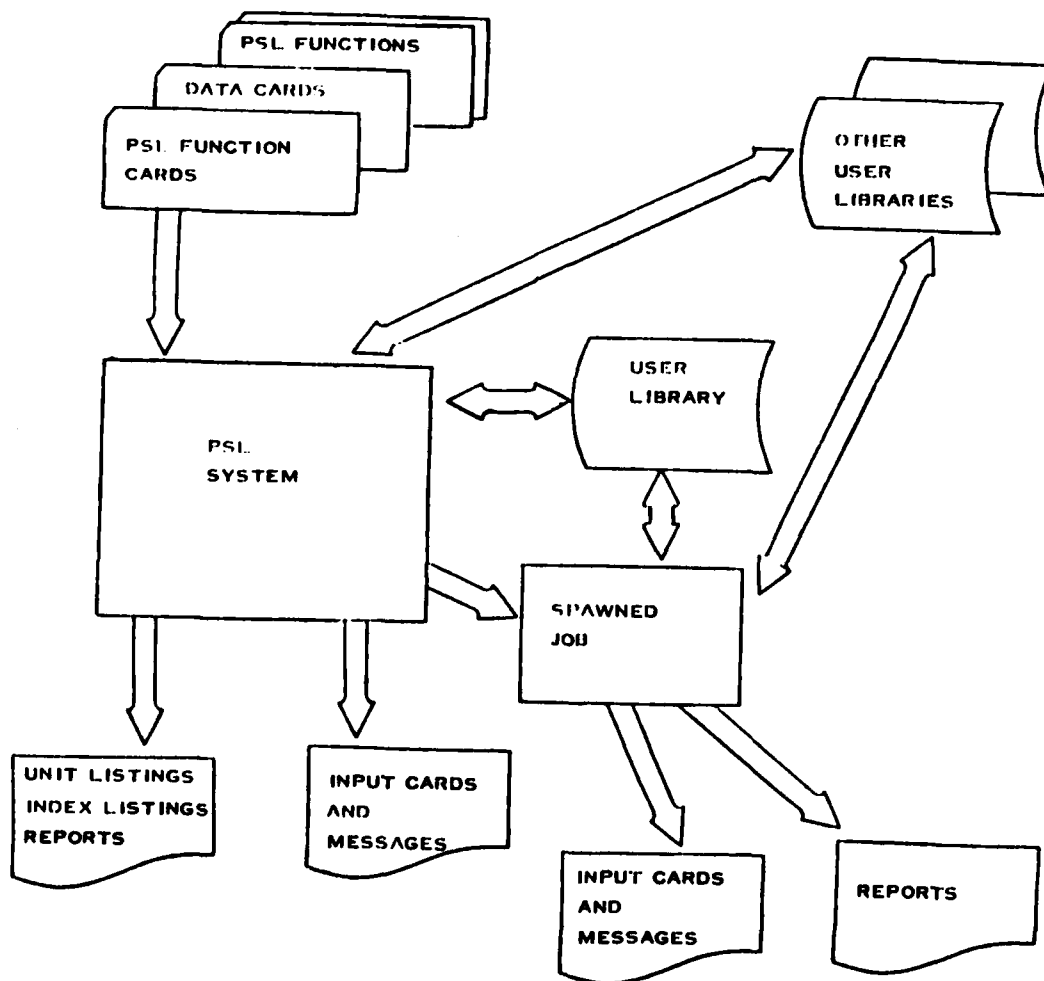 PSL FUNCTIONS
DATA CARDS
PSL FUNCTION
CARDS
OTHER
USER
LIBRARIES
USER
LIBRARY
PSL
SYSTEM
SPAWNED
JOB
UNIT LISTINGS
INDEX LISTINGS
REPORTS
INPUT CARDS
AND
MESSAGES
INPUT CARDS
AND
MESSAGES
REPORTS